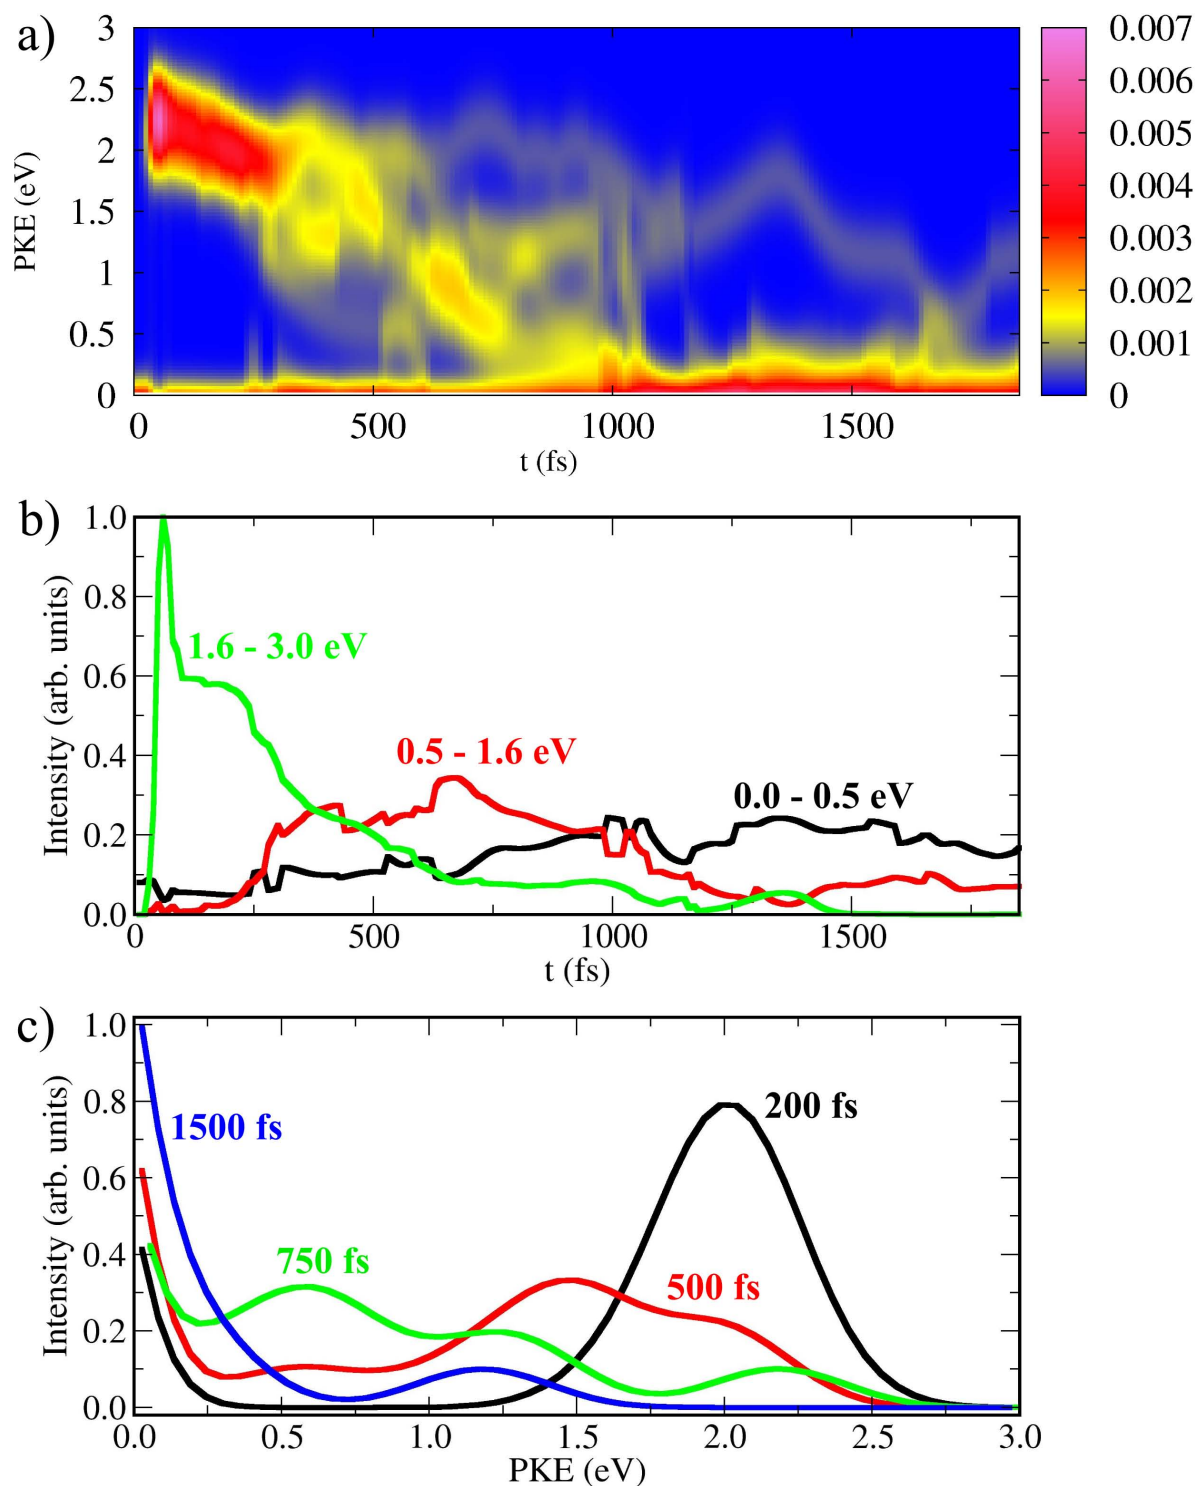 a)
3
2.5
2
1.5
1
0.5
0
PKE (eV)
0 500 1000 1500
t (fs)
0.007
0.006
0.005
0.004
0.003
0.002
0.001
0
b)
1.0
0.8
0.6
0.4
0.2
0.0
Intensity (arb. units)
1.6 - 3.0 eV
0.5 - 1.6 eV
0.0 - 0.5 eV
0 500 1000 1500
t (fs)
c)
1.0
0.8
0.6
0.4
0.2
0.0
Intensity (arb. units)
1500 fs
200 fs
750 fs
500 fs
0.0 0.5 1.0 1.5 2.0 2.5 3.0
PKE (eV)